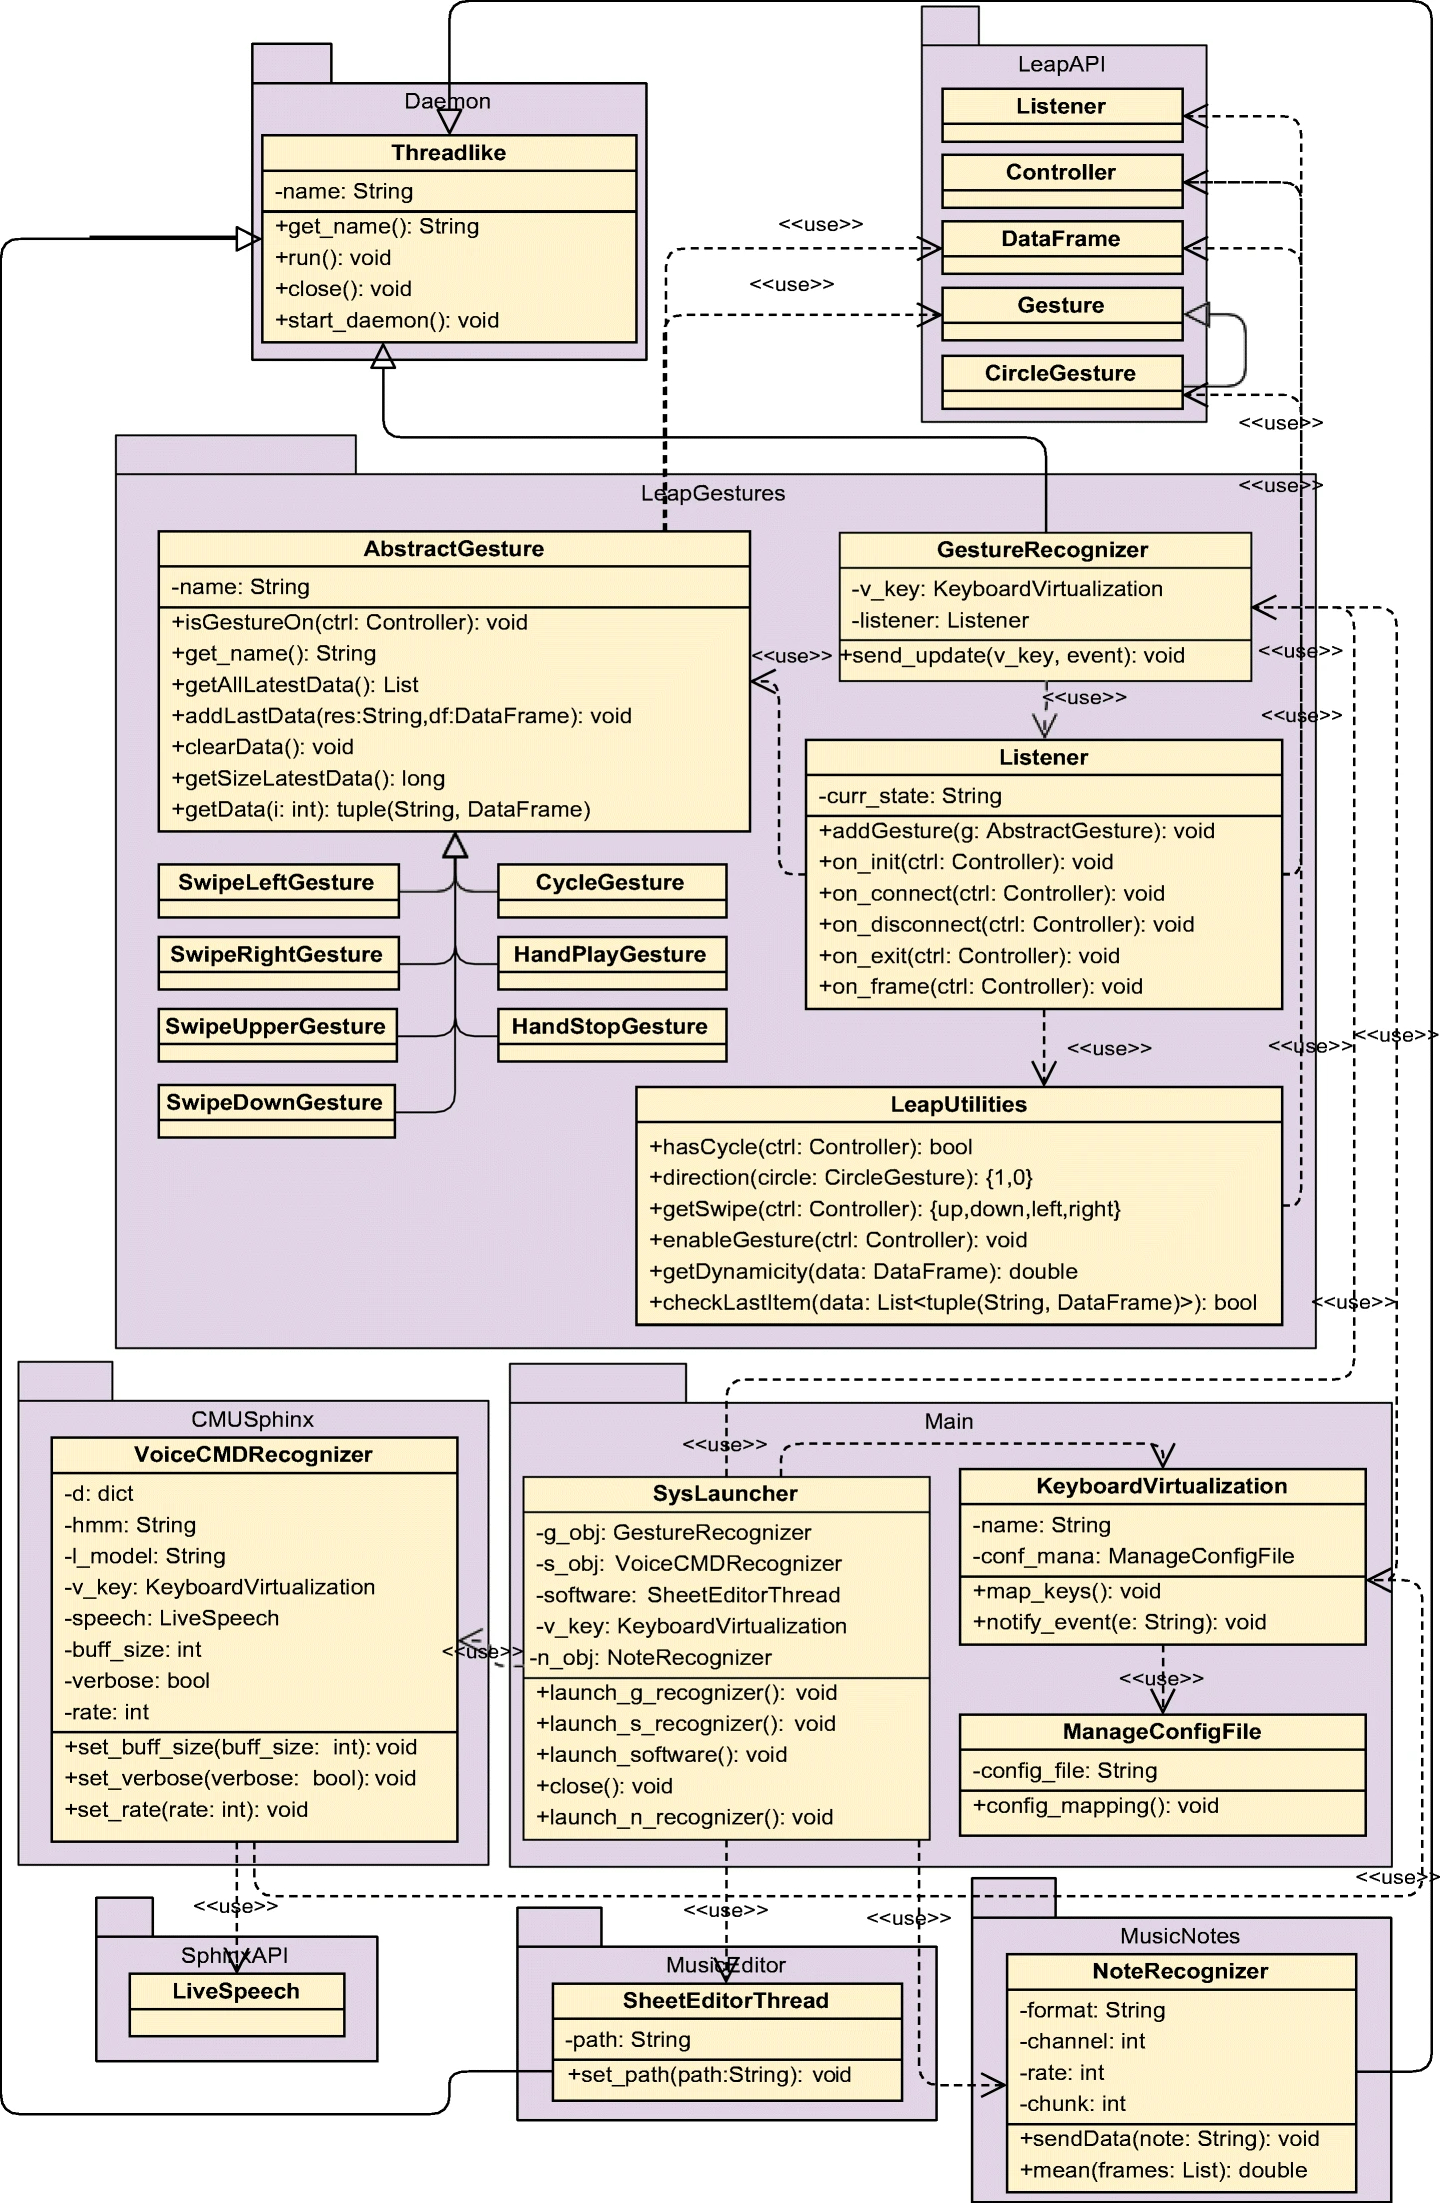 Daemon
Threadlike
-name: String
+get_name(): String
+run(): void
+close(): void
+start_daemon(): void
LeapAPI
Listener
Controller
DataFrame
Gesture
CircleGesture
<<use>>
<<use>>
<<use>>
<<use>>
LeapGestures
AbstractGesture
-name: String
+isGestureOn(ctrl: Controller): void
+get_name(): String
+getAllLatestData(): List
+addLastData(res:String,df:DataFrame): void
+clearData(): void
+getSizeLatestData(): long
+getData(i: int): tuple(String, DataFrame)
<<use>>
GestureRecognizer
-v_key: KeyboardVirtualization
-listener: Listener
+send_update(v_key, event): void
<<use>>
<<use>>
<<use>>
Listener
-curr_state: String
+addGesture(g: AbstractGesture): void
+on_init(ctrl: Controller): void
+on_connect(ctrl: Controller): void
+on_disconnect(ctrl: Controller): void
+on_exit(ctrl: Controller): void
+on_frame(ctrl: Controller): void
SwipeLeftGesture
CycleGesture
SwipeRightGesture
HandPlayGesture
SwipeUpperGesture
HandStopGesture
SwipeDownGesture
<<use>>
<<use>>
<<use>>
LeapUtilities
+hasCycle(ctrl: Controller): bool
+direction(circle: CircleGesture): {1,0}
+getSwipe(ctrl: Controller): {up,down,left,right}
+enableGesture(ctrl: Controller): void
+getDynamicity(data: DataFrame): double
+checkLastItem(data: List<tuple(String, DataFrame)>): bool
<<use>>
CMUSphinx
VoiceCMDRecognizer
-d: dict
-hmm: String
-l_model: String
-v_key: KeyboardVirtualization
-speech: LiveSpeech
-buff_size: int
-verbose: bool
-rate: int
+set_buff_size(buff_size: int): void
+set_verbose(verbose: bool): void
+set_rate(rate: int): void
<<use>>
Main
<<use>>
SysLauncher
-g_obj: GestureRecognizer
-s_obj: VoiceCMDRecognizer
-software: SheetEditorThread
-v_key: KeyboardVirtualization
-n_obj: NoteRecognizer
+launch_g_recognizer(): void
+launch_s_recognizer(): void
+launch_software(): void
+close(): void
+launch_n_recognizer(): void
KeyboardVirtualization
-name: String
-conf_mana: ManageConfigFile
+map_keys(): void
+notify_event(e: String): void
<<use>>
ManageConfigFile
-config_file: String
+config_mapping(): void
<<use>>
<<use>>
<<use>>
<<use>>
SphinxAPI
LiveSpeech
MusicEditor
SheetEditorThread
-path: String
+set_path(path:String): void
MusicNotes
NoteRecognizer
-format: String
-channel: int
-rate: int
-chunk: int
+sendData(note: String): void
+mean(frames: List): double